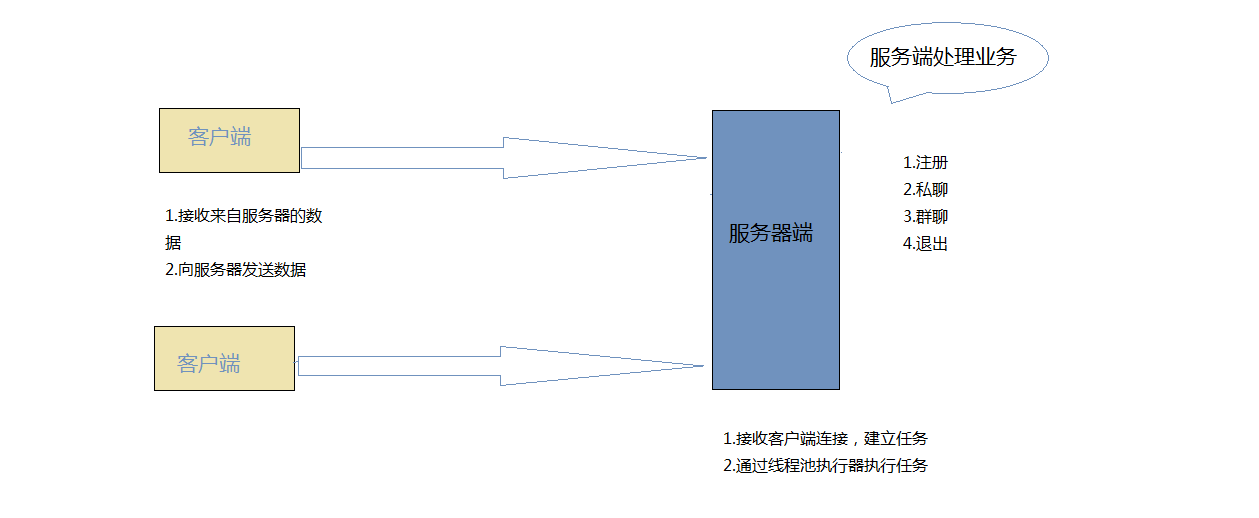 服务端处理业务
客户端
1.接收来自服务器的数
据
2.向服务器发送数据
客户端
服务器端
1.注册
2.私聊
3.群聊
4.退出
1.接收客户端连接，建立任务
2.通过线程池执行器执行任务